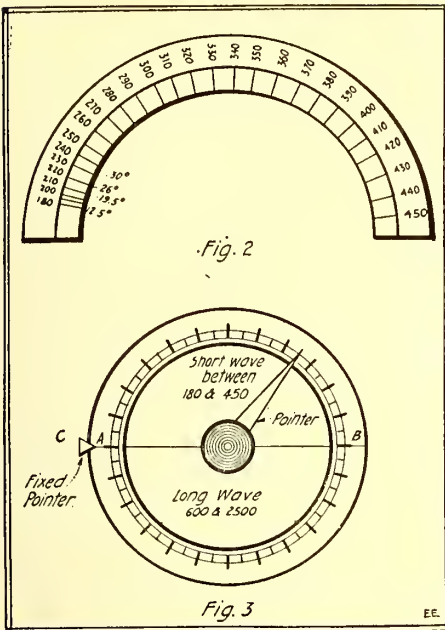 180
200
210
220
230
240
250
260
270
280
290
300
310
320
330
340
350
360
370
380
390
400
410
420
430
440
450
30°
26°
19.5°
12.5°
Fig. 2
Short wave
between
180 & 450
Pointer
C A B
Fixed
Pointer.
Long Wave
600 & 2500
Fig. 3
E.E.